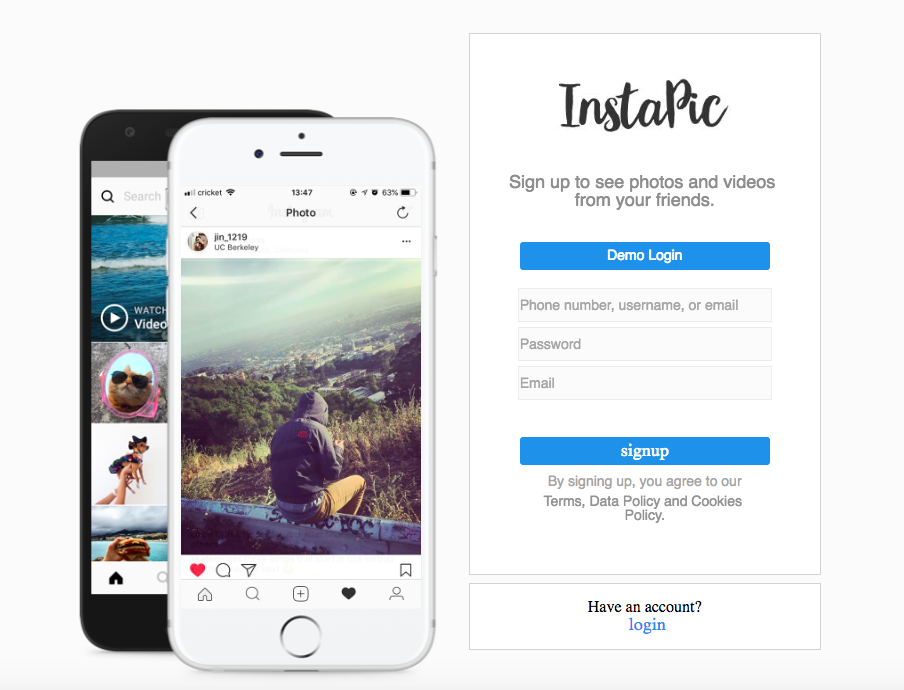 Search
WATCH
Video
cricket
13:47
63%
Photo
jin_1219
UC Berkeley
InstaPic
Sign up to see photos and videos
from your friends.
Demo Login
Phone number, username, or email
Password
Email
signup
By signing up, you agree to our
Terms, Data Policy and Cookies
Policy.
Have an account?
login